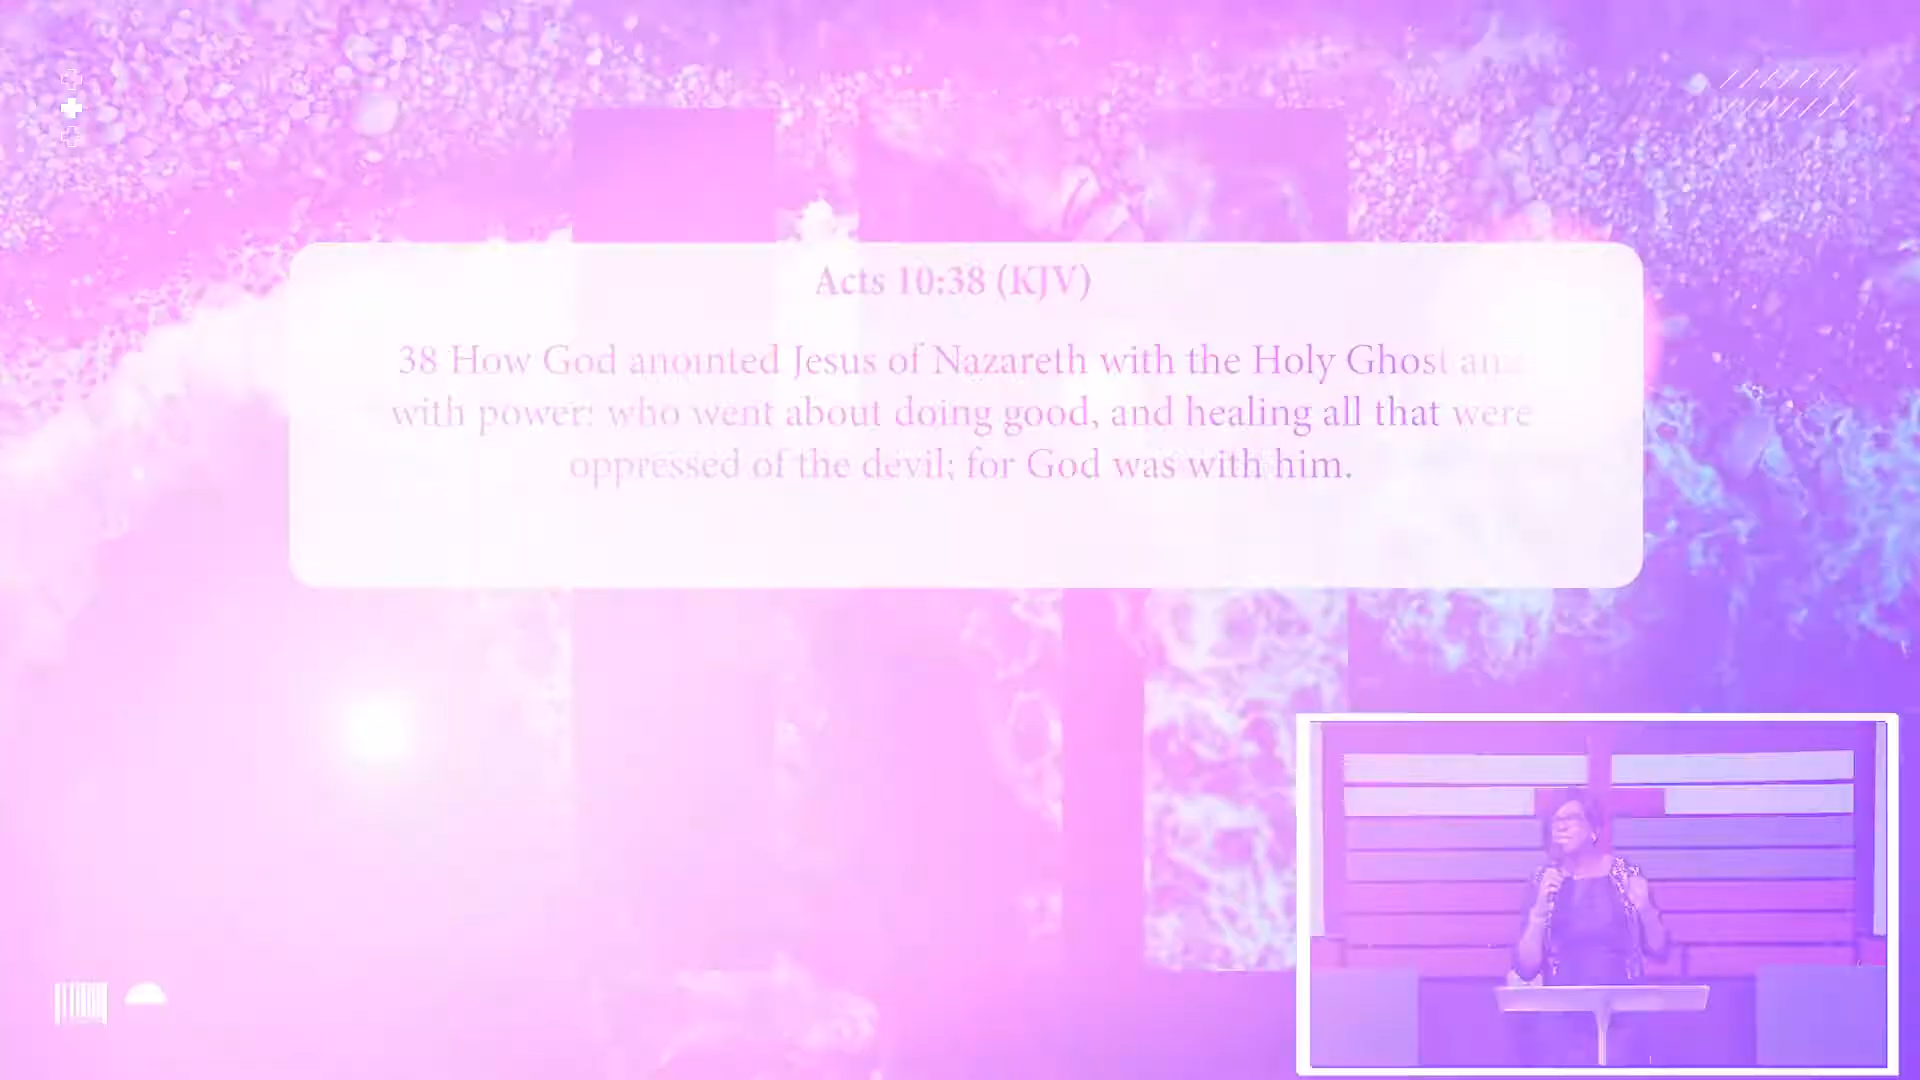 Acts 10:38 (KJV)
38 How God anointed Jesus of Nazareth with the Holy Ghost and
with power: who went about doing good, and healing all that were
oppressed of the devil; for God was with him.